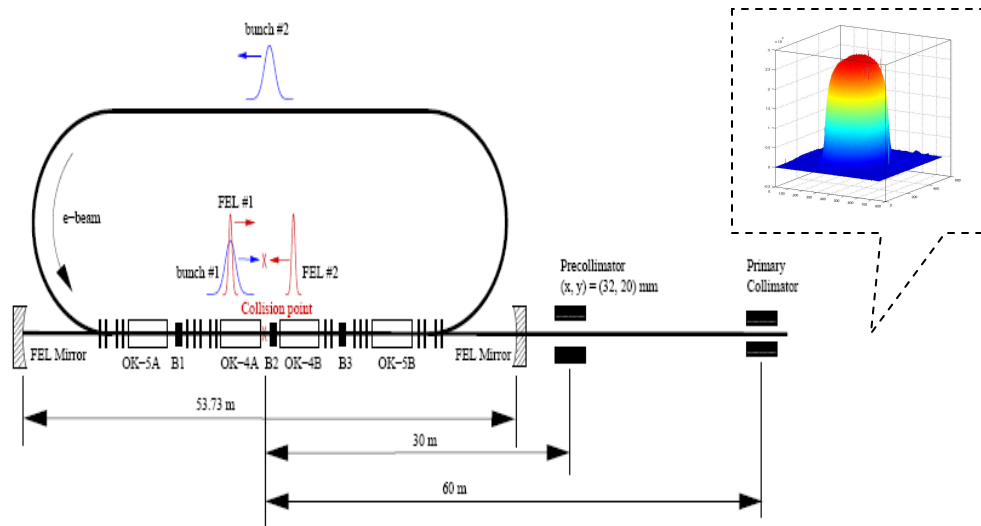 bunch #2
e-beam
FEL #1
bunch #1
FEL #2
Collision point
Precollimator
(x, y) = (32, 20) mm
Primary
Collimator
FEL Mirror
OK-5A
B1
OK-4A
B2
OK-4B
B3
OK-5B
FEL Mirror
53.73 m
30 m
60 m